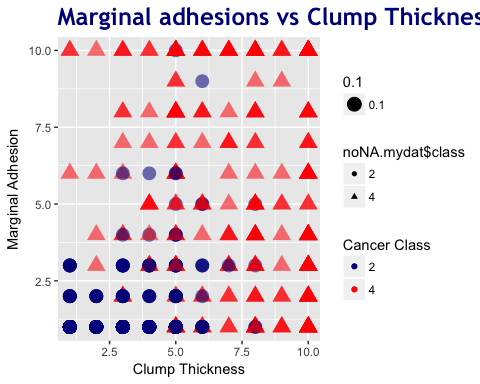 Marginal adhesions vs Clump Thicknes
10.0
7.5
5.0
2.5
Marginal Adhesion
2.5 5.0 7.5 10.0
Clump Thickness
0.1
0.1
noNA.mydat$class
2
4
Cancer Class
2
4